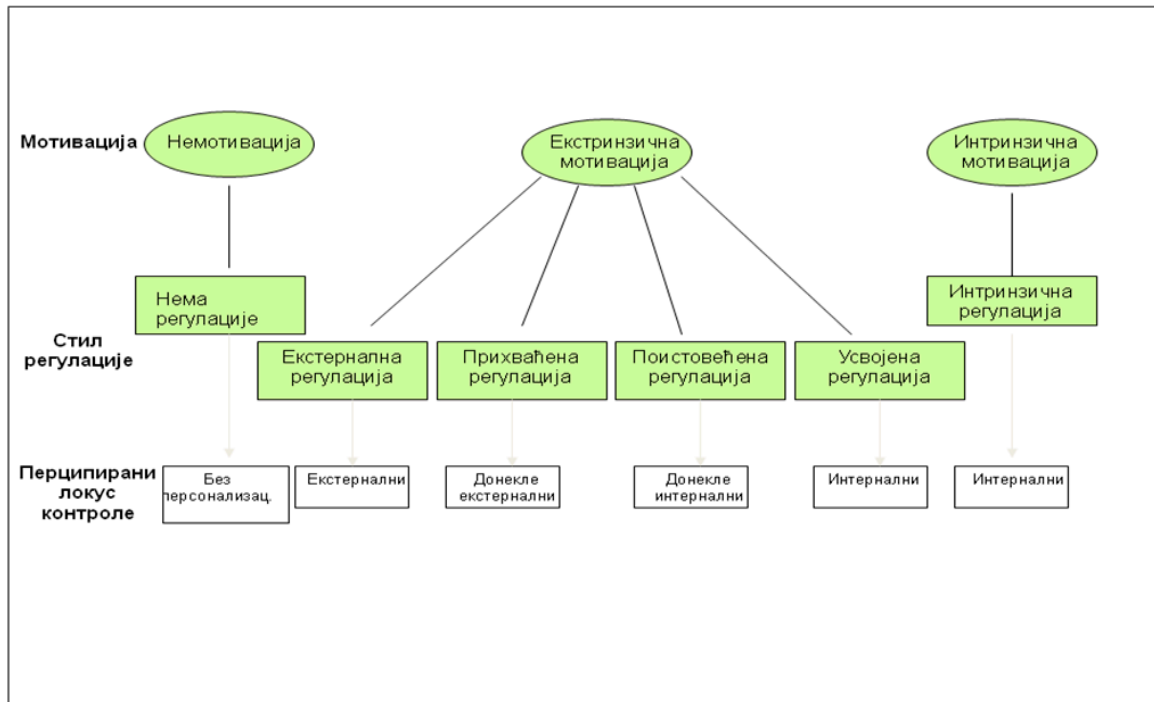 Мотивација
Немотивација
Екстринзична
мотивација
Интринзична
мотивација
Стил
регулације
Нема
регулације
Интринзична
регулација
Екстернална
регулација
Прихваћена
регулација
Поистовећена
регулација
Усвојена
регулација
Перципирани
локус
контроле
Без
персонализац.
Екстернални
Донекле
екстернални
Донекле
интернални
Интернални
Интернални